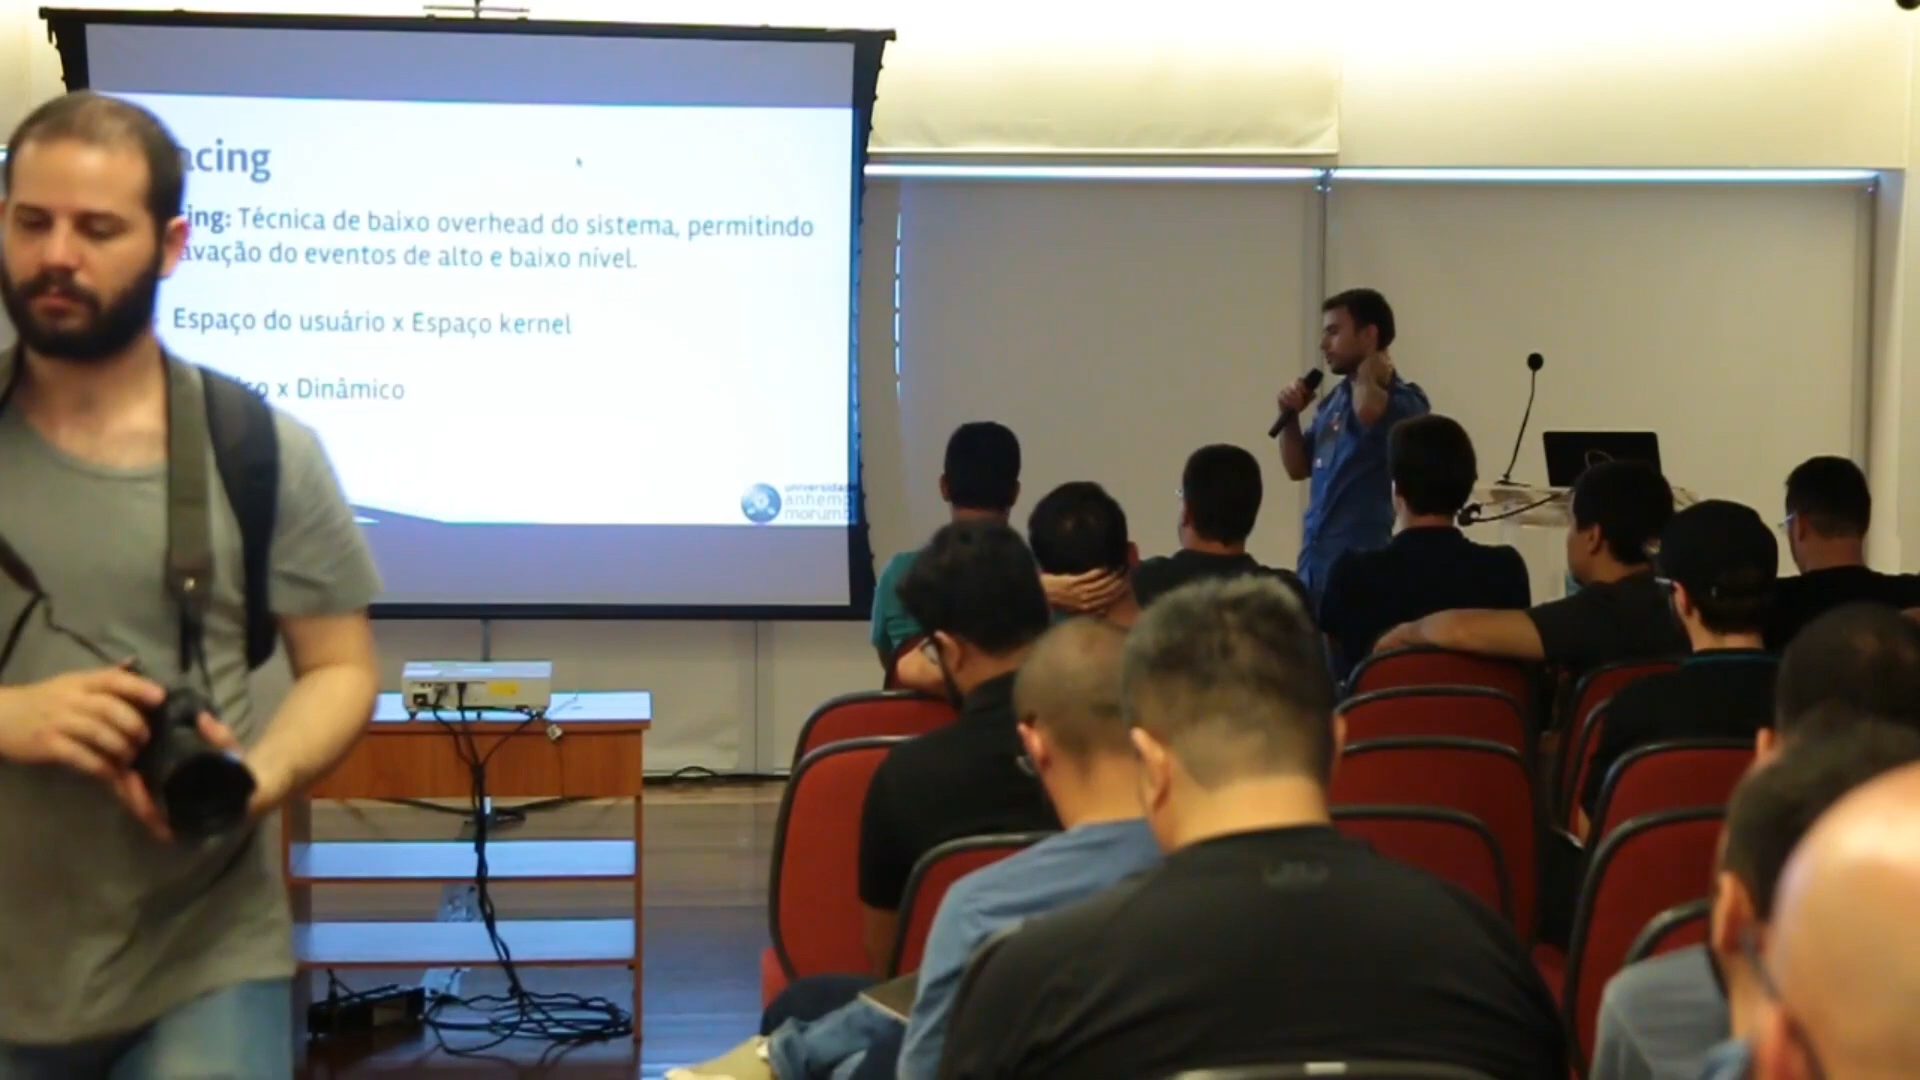 acing
ing: Técnica de baixo overhead do sistema, permitindo
avação do eventos de alto e baixo nível.
Espaço do usuário x Espaço kernel
co x Dinâmico
universidade
anhembi
morumbi